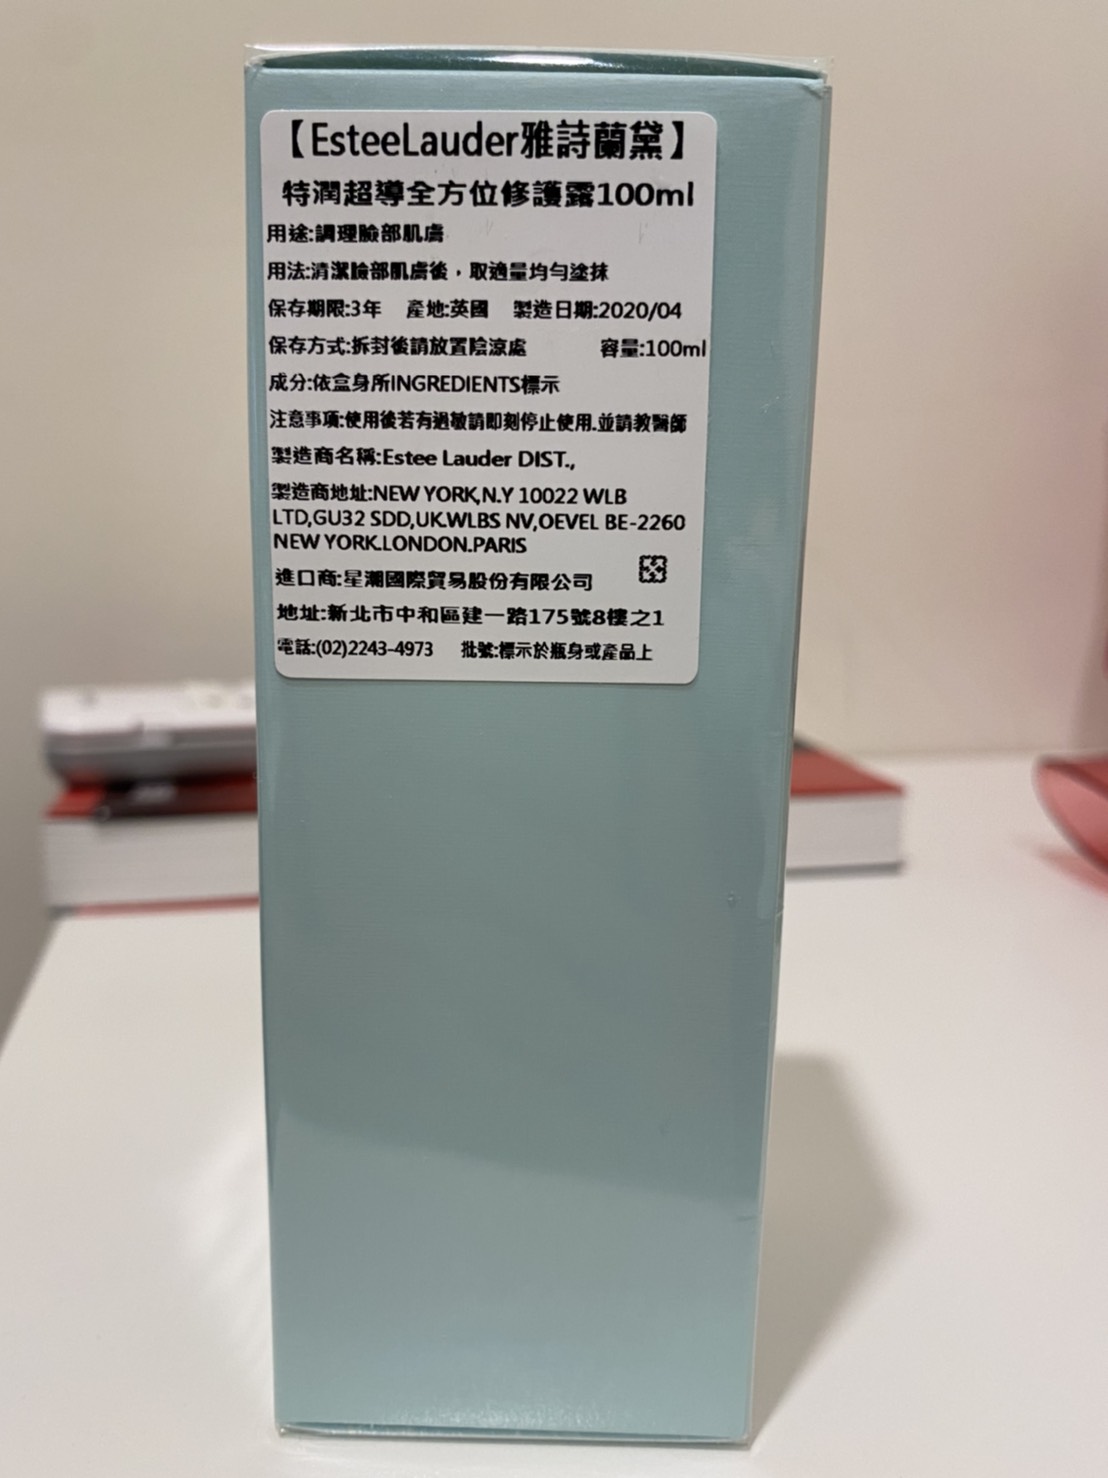 【EsteeLauder雅詩蘭黛】
特潤超導全方位修護露100ml
用途:調理臉部肌膚
用法:清潔臉部肌膚後，取適量均勻塗抹
保存期限:3年 產地:英國 製造日期:2020/04
保存方式:拆封後請放置陰涼處 容量:100ml
成分:依盒身所INGREDIENTS標示
注意事項:使用後若有過敏請即刻停止使用.並請教醫師
製造商名稱:Estee Lauder DIST.,
製造商地址:NEW YORK,N.Y 10022 WLB
LTD,GU32 SDD,UK.WLBS NV,OEVEL BE-2260
NEW YORK.LONDON.PARIS
進口商:星潮國際貿易股份有限公司
地址:新北市中和區建一路175號8樓之1
電話:(02)2243-4973 批號:標示於瓶身或產品上